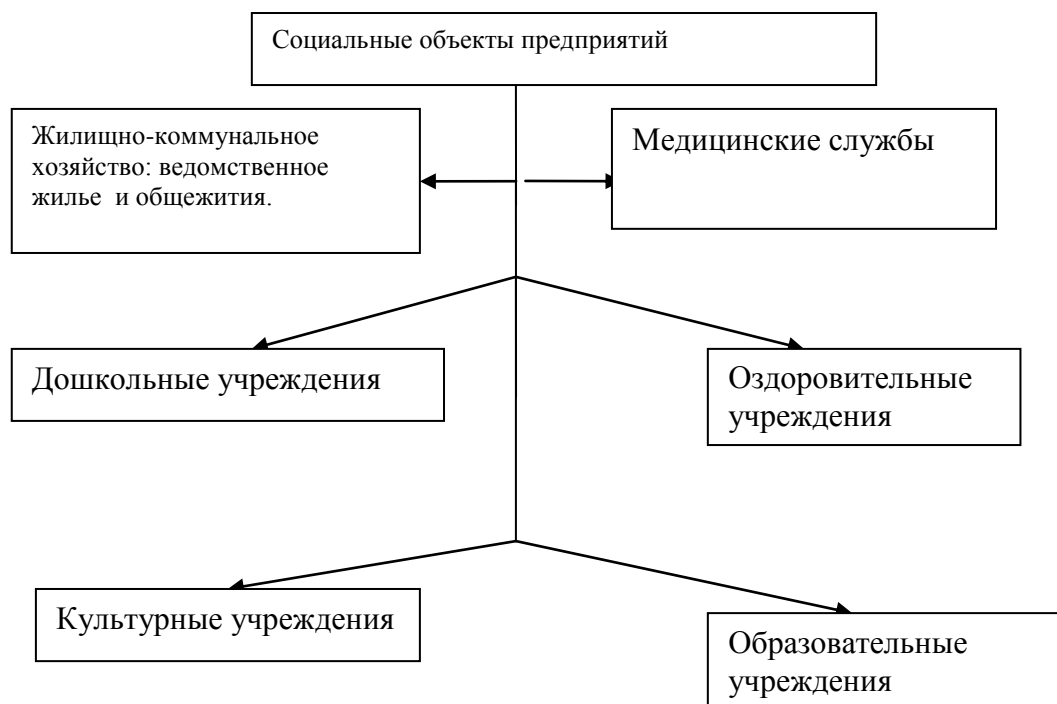 Социальные объекты предприятий
Жилищно-коммунальное
хозяйство: ведомственное
жилье и общежития.
Медицинские службы
Дошкольные учреждения
Оздоровительные
учреждения
Культурные учреждения
Образовательные
учреждения